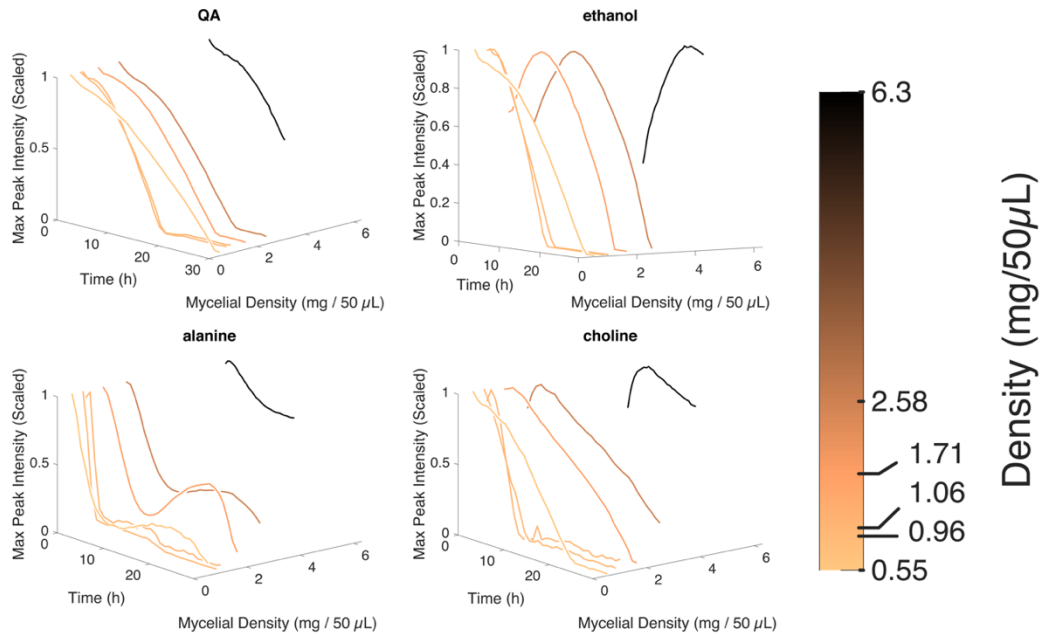 QA
Max Peak Intensity (Scaled)
1
0.5
0
0
10
20
30
Time (h)
0
2
4
6
Mycelial Density (mg / 50 µL)
ethanol
Max Peak Intensity (Scaled)
1
0.8
0.6
0.4
0.2
0
0
10
20
Time (h)
0
2
4
6
Mycelial Density (mg / 50 µL)
alanine
Max Peak Intensity (Scaled)
1
0.5
0
0
10
20
Time (h)
0
2
4
6
Mycelial Density (mg / 50 µL)
choline
Max Peak Intensity (Scaled)
1
0.5
0
0
10
20
Time (h)
0
2
4
6
Mycelial Density (mg / 50 µL)
6.3
2.58
1.71
1.06
0.96
0.55
Density (mg/50µL)